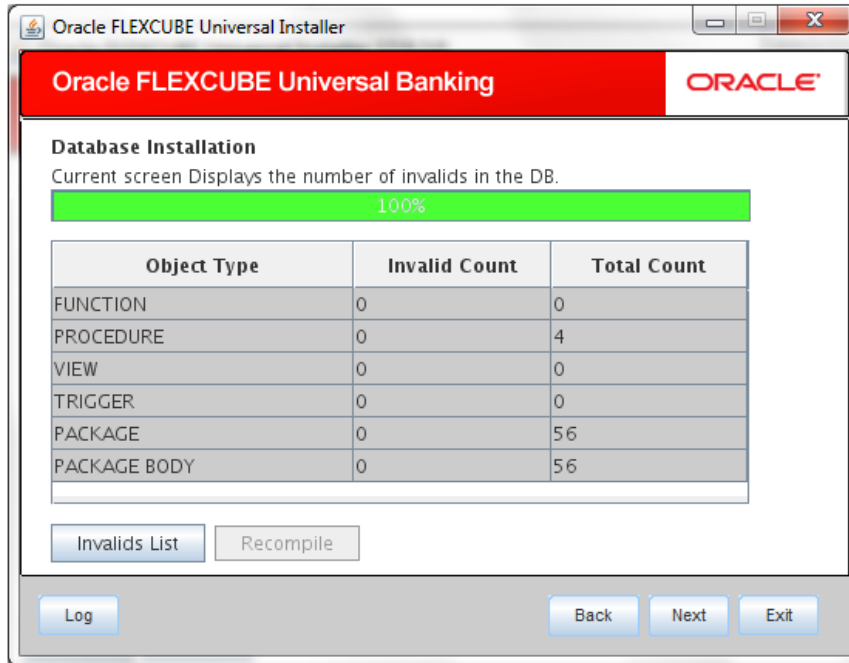 Oracle FLEXCUBE Universal Installer
Oracle FLEXCUBE Universal Banking ORACLE
Database Installation
Current screen Displays the number of invalids in the DB.
100%
Object Type Invalid Count Total Count
FUNCTION 0 0
PROCEDURE 0 4
VIEW 0 0
TRIGGER 0 0
PACKAGE 0 56
PACKAGE BODY 0 56
Invalids List Recompile
Log Back Next Exit